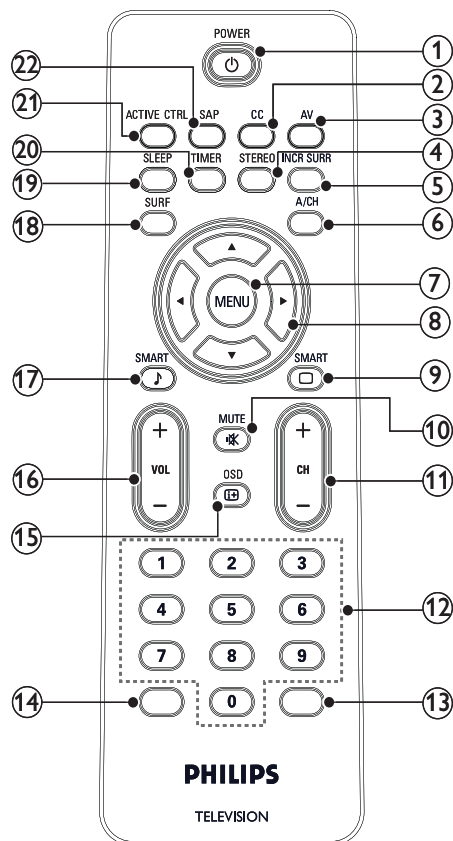 POWER
1
22
2
21
ACTIVE CTRL SAP CC AV
3
20
4
SLEEP TIMER STEREO INCR SURR
19
5
SURF A/CH
18
6
7
MENU
8
SMART SMART
17
9
MUTE
10
+ +
VOL CH
16
11
OSD
i+
- -
15
1 2 3
4 5 6
12
7 8 9
14
0
13
PHILIPS
TELEVISION